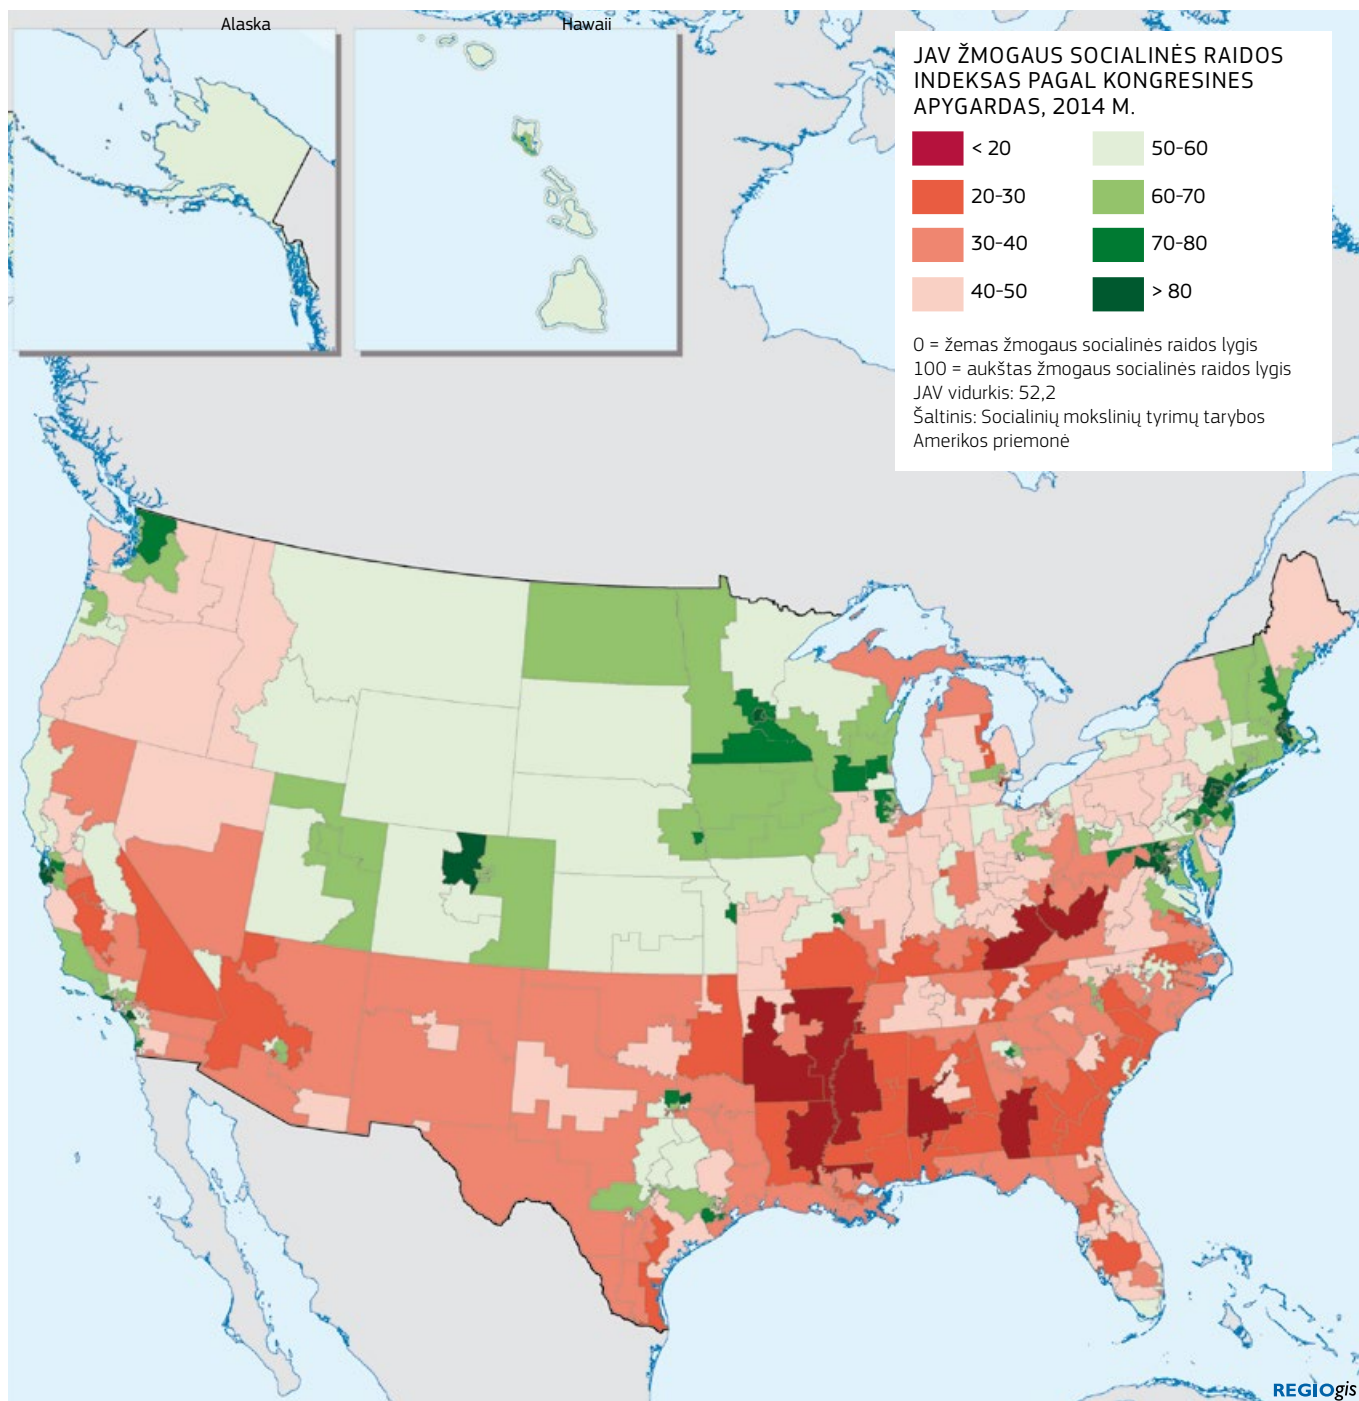 Alaska
Hawaii
JAV ŽMOGAUS SOCIALINĖS RAIDOS
INDEKSAS PAGAL KONGRESINES
APYGARDAS, 2014 M.
< 20
20-30
30-40
40-50
50-60
60-70
70-80
> 80
0 = žemas žmogaus socialinės raidos lygis
100 = aukštas žmogaus socialinės raidos lygis
JAV vidurkis: 52,2
Šaltinis: Socialinių mokslinių tyrimų tarybos
Amerikos priemonė
REGIOgis